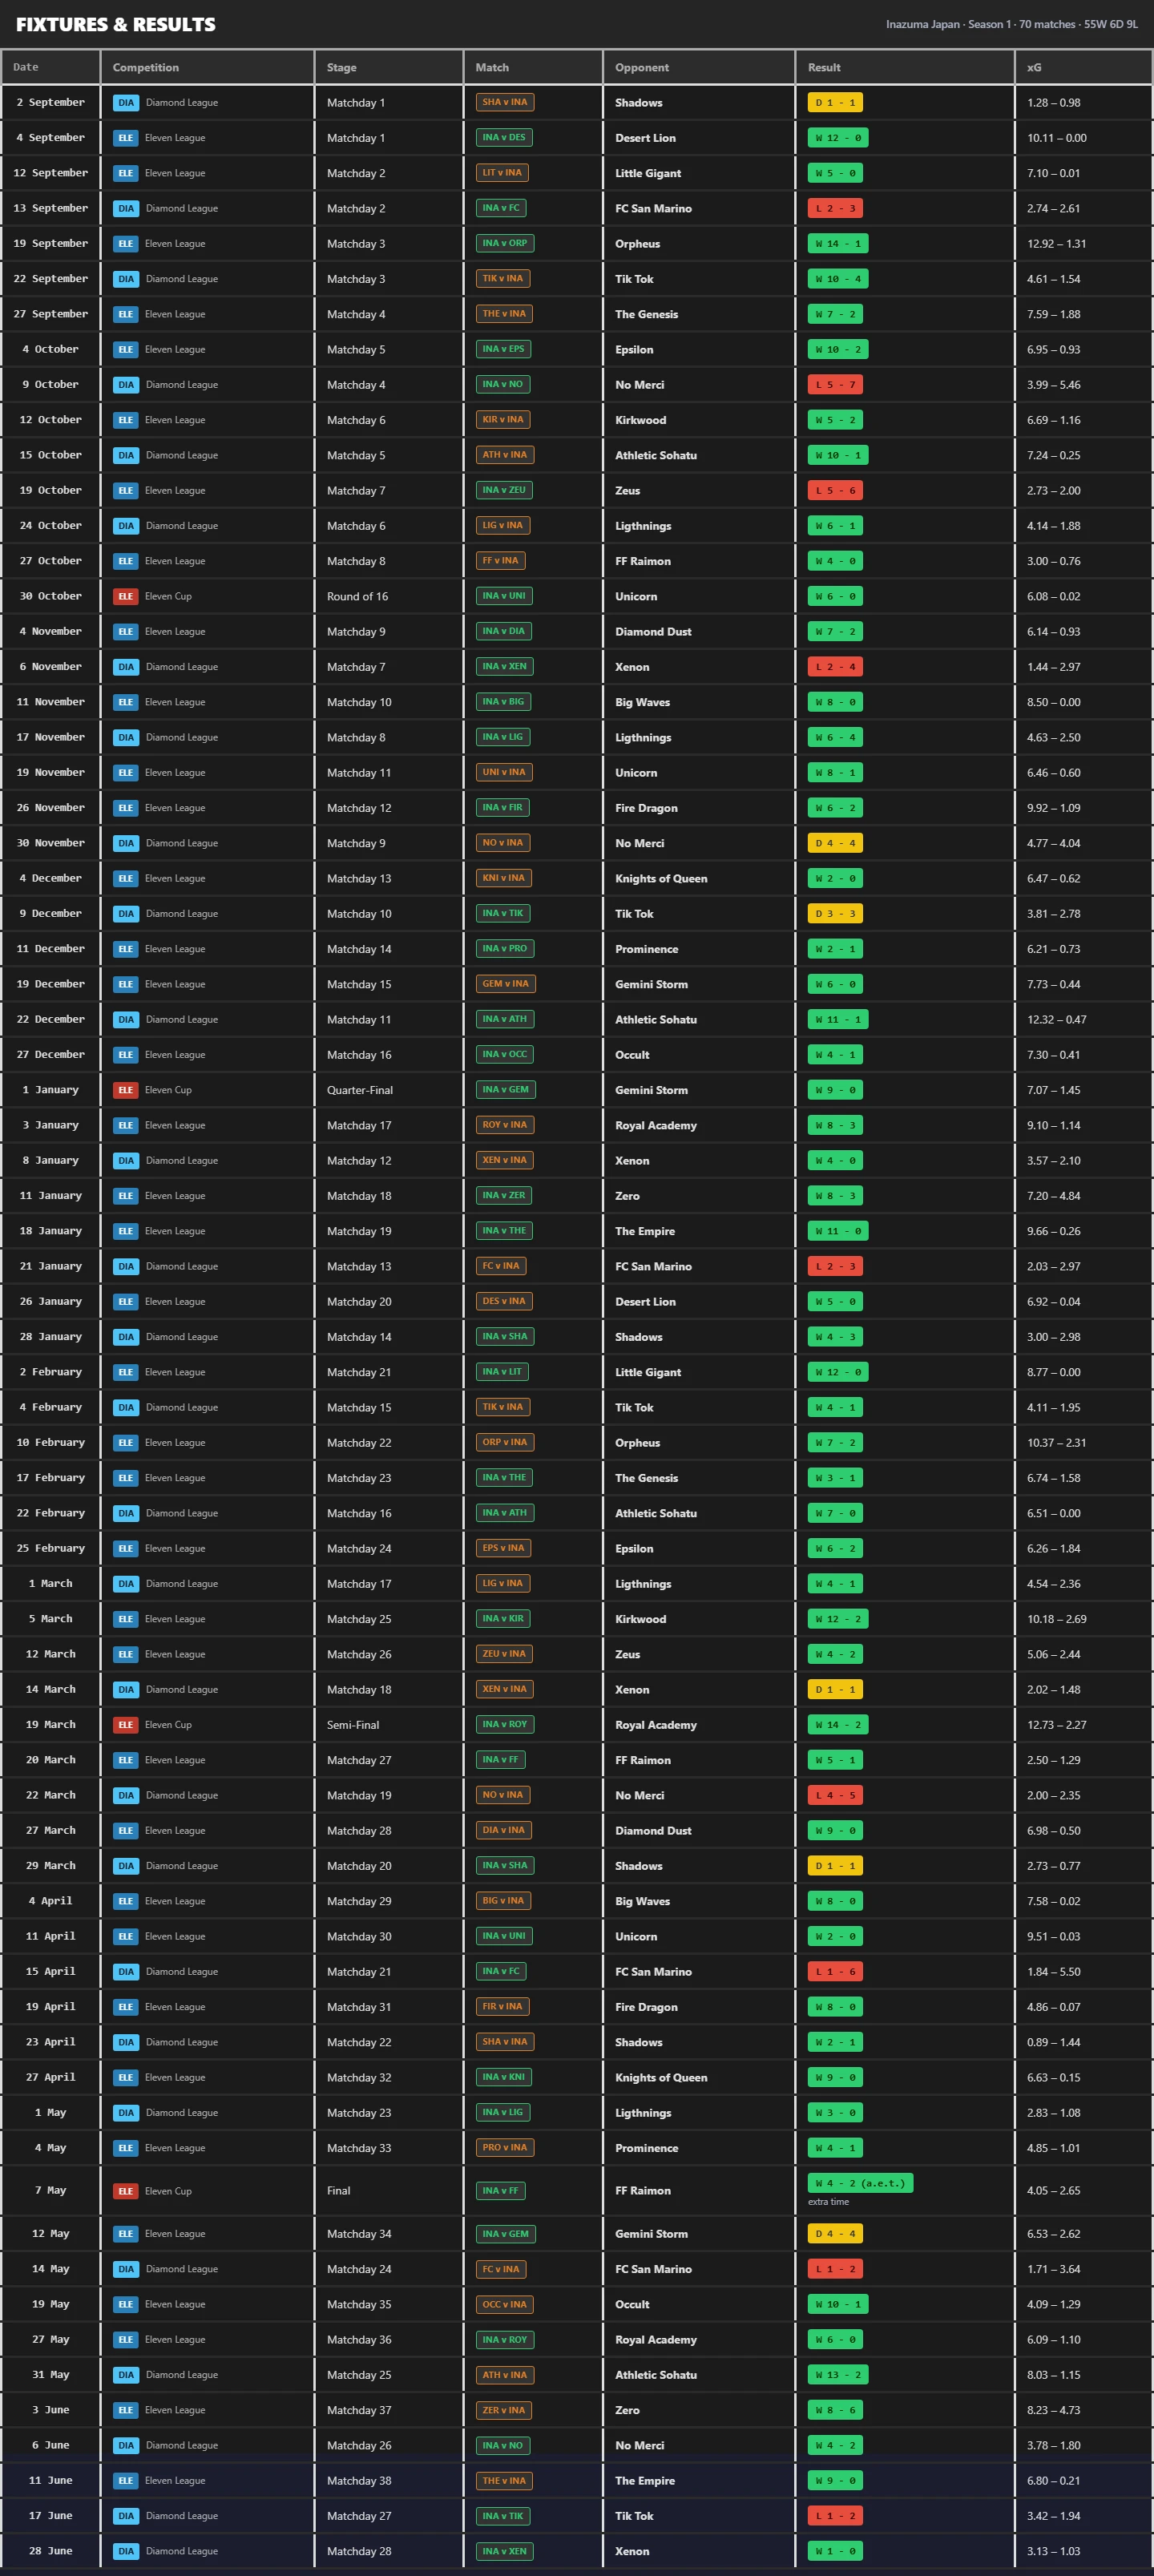 FIXTURES & RESULTS Inazuma Japan · Season 1 · 70 matches · 55W 6D 9L
Date Competition Stage Match Opponent Result xG
2 September DIA Diamond League Matchday 1 SHA v INA Shadows D 1 - 1 1.28 – 0.98
4 September ELE Eleven League Matchday 1 INA v DES Desert Lion W 12 - 0 10.11 – 0.00
12 September ELE Eleven League Matchday 2 LIT v INA Little Gigant W 5 - 0 7.10 – 0.01
13 September DIA Diamond League Matchday 2 INA v FC FC San Marino L 2 - 3 2.74 – 2.61
19 September ELE Eleven League Matchday 3 INA v ORP Orpheus W 14 - 1 12.92 – 1.31
22 September DIA Diamond League Matchday 3 TIK v INA Tik Tok W 10 - 4 4.61 – 1.54
27 September ELE Eleven League Matchday 4 THE v INA The Genesis W 7 - 2 7.59 – 1.88
4 October ELE Eleven League Matchday 5 INA v EPS Epsilon W 10 - 2 6.95 – 0.93
9 October DIA Diamond League Matchday 4 INA v NO No Merci L 5 - 7 3.99 – 5.46
12 October ELE Eleven League Matchday 6 KIR v INA Kirkwood W 5 - 2 6.69 – 1.16
15 October DIA Diamond League Matchday 5 ATH v INA Athletic Sohatu W 10 - 1 7.24 – 0.25
19 October ELE Eleven League Matchday 7 INA v ZEU Zeus L 5 - 6 2.73 – 2.00
24 October DIA Diamond League Matchday 6 LIG v INA Ligthnings W 6 - 1 4.14 – 1.88
27 October ELE Eleven League Matchday 8 FF v INA FF Raimon W 4 - 0 3.00 – 0.76
30 October ELE Eleven Cup Round of 16 INA v UNI Unicorn W 6 - 0 6.08 – 0.02
4 November ELE Eleven League Matchday 9 INA v DIA Diamond Dust W 7 - 2 6.14 – 0.93
6 November DIA Diamond League Matchday 7 INA v XEN Xenon L 2 - 4 1.44 – 2.97
11 November ELE Eleven League Matchday 10 INA v BIG Big Waves W 8 - 0 8.50 – 0.00
17 November DIA Diamond League Matchday 8 INA v LIG Ligthnings W 6 - 4 4.63 – 2.50
19 November ELE Eleven League Matchday 11 UNI v INA Unicorn W 8 - 1 6.46 – 0.60
26 November ELE Eleven League Matchday 12 INA v FIR Fire Dragon W 6 - 2 9.92 – 1.09
30 November DIA Diamond League Matchday 9 NO v INA No Merci D 4 - 4 4.77 – 4.04
4 December ELE Eleven League Matchday 13 KNI v INA Knights of Queen W 2 - 0 6.47 – 0.62
9 December DIA Diamond League Matchday 10 INA v TIK Tik Tok D 3 - 3 3.81 – 2.78
11 December ELE Eleven League Matchday 14 INA v PRO Prominence W 2 - 1 6.21 – 0.73
19 December ELE Eleven League Matchday 15 GEM v INA Gemini Storm W 6 - 0 7.73 – 0.44
22 December DIA Diamond League Matchday 11 INA v ATH Athletic Sohatu W 11 - 1 12.32 – 0.47
27 December ELE Eleven League Matchday 16 INA v OCC Occult W 4 - 1 7.30 – 0.41
1 January ELE Eleven Cup Quarter-Final INA v GEM Gemini Storm W 9 - 0 7.07 – 1.45
3 January ELE Eleven League Matchday 17 ROY v INA Royal Academy W 8 - 3 9.10 – 1.14
8 January DIA Diamond League Matchday 12 XEN v INA Xenon W 4 - 0 3.57 – 2.10
11 January ELE Eleven League Matchday 18 INA v ZER Zero W 8 - 3 7.20 – 4.84
18 January ELE Eleven League Matchday 19 INA v THE The Empire W 11 - 0 9.66 – 0.26
21 January DIA Diamond League Matchday 13 FC v INA FC San Marino L 2 - 3 2.03 – 2.97
26 January ELE Eleven League Matchday 20 DES v INA Desert Lion W 5 - 0 6.92 – 0.04
28 January DIA Diamond League Matchday 14 INA v SHA Shadows W 4 - 3 3.00 – 2.98
2 February ELE Eleven League Matchday 21 INA v LIT Little Gigant W 12 - 0 8.77 – 0.00
4 February DIA Diamond League Matchday 15 TIK v INA Tik Tok W 4 - 1 4.11 – 1.95
10 February ELE Eleven League Matchday 22 ORP v INA Orpheus W 7 - 2 10.37 – 2.31
17 February ELE Eleven League Matchday 23 INA v THE The Genesis W 3 - 1 6.74 – 1.58
22 February DIA Diamond League Matchday 16 INA v ATH Athletic Sohatu W 7 - 0 6.51 – 0.00
25 February ELE Eleven League Matchday 24 EPS v INA Epsilon W 6 - 2 6.26 – 1.84
1 March DIA Diamond League Matchday 17 LIG v INA Ligthnings W 4 - 1 4.54 – 2.36
5 March ELE Eleven League Matchday 25 INA v KIR Kirkwood W 12 - 2 10.18 – 2.69
12 March ELE Eleven League Matchday 26 ZEU v INA Zeus W 4 - 2 5.06 – 2.44
14 March DIA Diamond League Matchday 18 XEN v INA Xenon D 1 - 1 2.02 – 1.48
19 March ELE Eleven Cup Semi-Final INA v ROY Royal Academy W 14 - 2 12.73 – 2.27
20 March ELE Eleven League Matchday 27 INA v FF FF Raimon W 5 - 1 2.50 – 1.29
22 March DIA Diamond League Matchday 19 NO v INA No Merci L 4 - 5 2.00 – 2.35
27 March ELE Eleven League Matchday 28 DIA v INA Diamond Dust W 9 - 0 6.98 – 0.50
29 March DIA Diamond League Matchday 20 INA v SHA Shadows D 1 - 1 2.73 – 0.77
4 April ELE Eleven League Matchday 29 BIG v INA Big Waves W 8 - 0 7.58 – 0.02
11 April ELE Eleven League Matchday 30 INA v UNI Unicorn W 2 - 0 9.51 – 0.03
15 April DIA Diamond League Matchday 21 INA v FC FC San Marino L 1 - 6 1.84 – 5.50
19 April ELE Eleven League Matchday 31 FIR v INA Fire Dragon W 8 - 0 4.86 – 0.07
23 April DIA Diamond League Matchday 22 SHA v INA Shadows W 2 - 1 0.89 – 1.44
27 April ELE Eleven League Matchday 32 INA v KNI Knights of Queen W 9 - 0 6.63 – 0.15
1 May DIA Diamond League Matchday 23 INA v LIG Ligthnings W 3 - 0 2.83 – 1.08
4 May ELE Eleven League Matchday 33 PRO v INA Prominence W 4 - 1 4.85 – 1.01
7 May ELE Eleven Cup Final INA v FF FF Raimon W 4 - 2 (a.e.t.) 4.05 – 2.65
extra time
12 May ELE Eleven League Matchday 34 INA v GEM Gemini Storm D 4 - 4 6.53 – 2.62
14 May DIA Diamond League Matchday 24 FC v INA FC San Marino L 1 - 2 1.71 – 3.64
19 May ELE Eleven League Matchday 35 OCC v INA Occult W 10 - 1 4.09 – 1.29
27 May ELE Eleven League Matchday 36 INA v ROY Royal Academy W 6 - 0 6.09 – 1.10
31 May DIA Diamond League Matchday 25 ATH v INA Athletic Sohatu W 13 - 2 8.03 – 1.15
3 June ELE Eleven League Matchday 37 ZER v INA Zero W 8 - 6 8.23 – 4.73
6 June DIA Diamond League Matchday 26 INA v NO No Merci W 4 - 2 3.78 – 1.80
11 June ELE Eleven League Matchday 38 THE v INA The Empire W 9 - 0 6.80 – 0.21
17 June DIA Diamond League Matchday 27 INA v TIK Tik Tok L 1 - 2 3.42 – 1.94
28 June DIA Diamond League Matchday 28 INA v XEN Xenon W 1 - 0 3.13 – 1.03